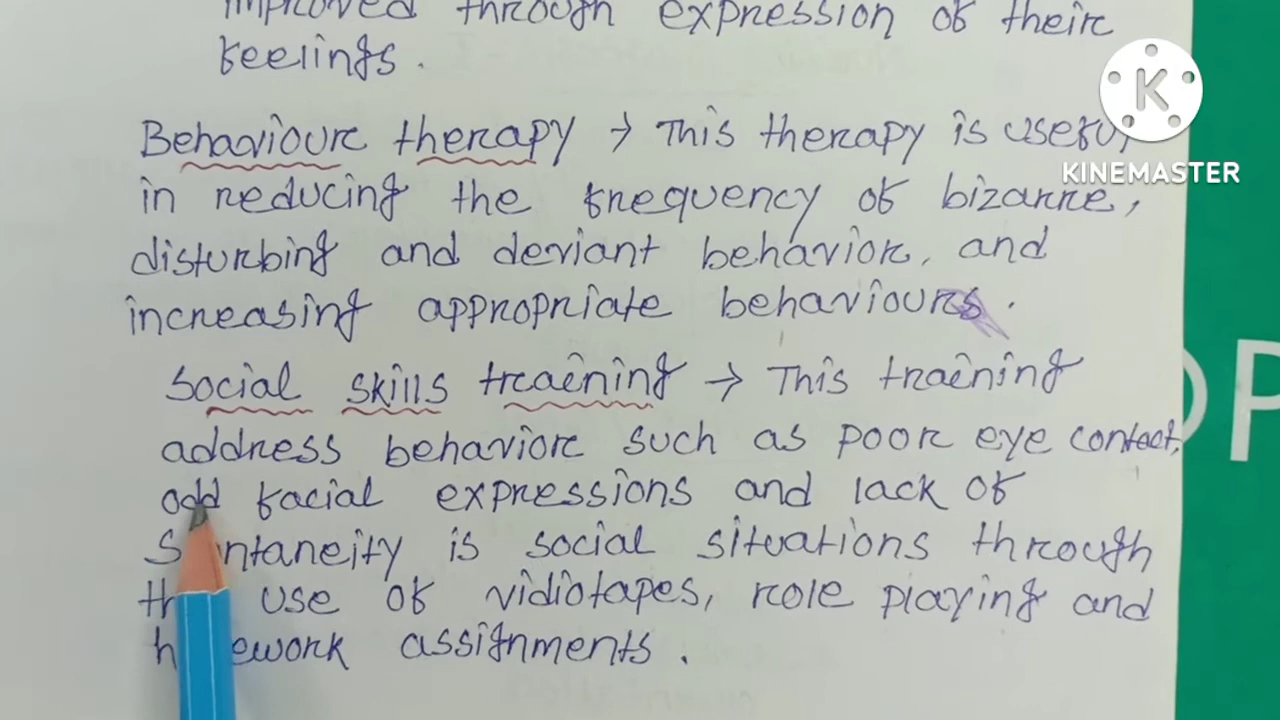 improved through expression of their
feelings.
Behaviour therapy → This therapy is useful
in reducing the frequency of bizarre,
disturbing and deviant behavior, and
increasing appropriate behaviours.
Social skills training → This training
address behavior such as poor eye contact,
odd facial expressions and lack of
is social situations through
use of vidiotapes, role playing and
assignments.
K
KINEMASTER
OP